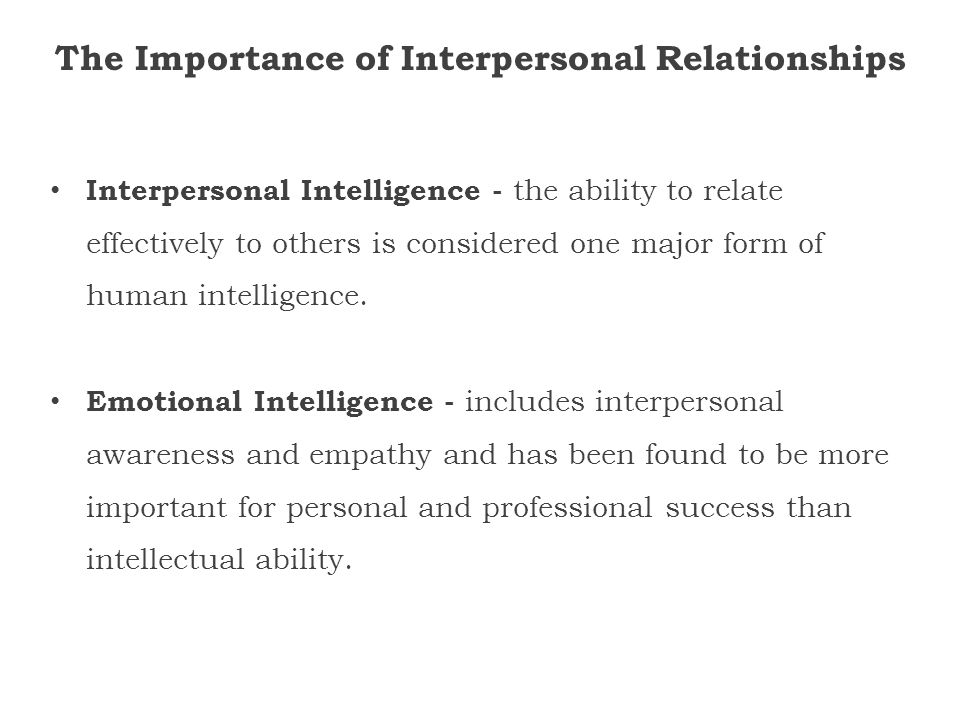 The Importance of Interpersonal Relationships
• Interpersonal Intelligence - the ability to relate
effectively to others is considered one major form of
human intelligence.
• Emotional Intelligence - includes interpersonal
awareness and empathy and has been found to be more
important for personal and professional success than
intellectual ability.